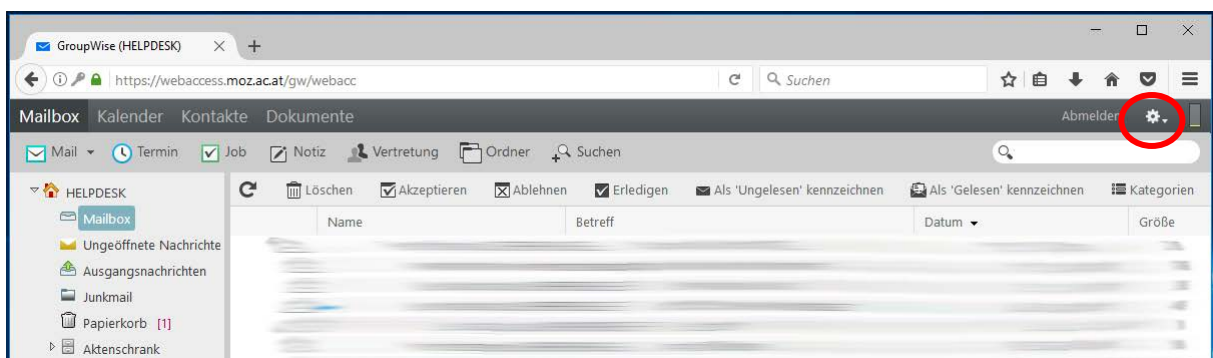 GroupWise (HELPDESK)
https://webaccess.moz.ac.at/gw/webacc Suchen
Mailbox Kalender Kontakte Dokumente Abmelden
Mail Termin Job Notiz Vertretung Ordner Suchen
HELPDESK Löschen Akzeptieren Ablehnen Erledigen Als 'Ungelesen' kennzeichnen Als 'Gelesen' kennzeichnen Kategorien
Mailbox Name Betreff Datum Größe
Ungeöffnete Nachrichte
Ausgangsnachrichten
Junkmail
Papierkorb [1]
Aktenschrank